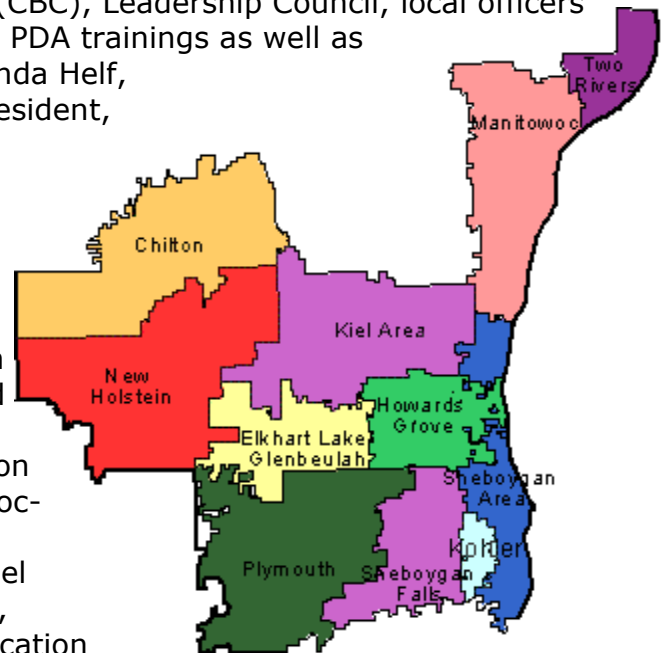 (CBC), Leadership Council, local officers
PDA trainings as well as
nda Helf,
esident,
Two
Rivers
Manitowoc
Chilton
Kiel Area
New
Holstein
Howards
Grove
Elkhart Lake
Glenbeulah
on
oc-
Sheboygan
Area
Kohler
Plymouth
Sheboygan
Falls
el
,
cation